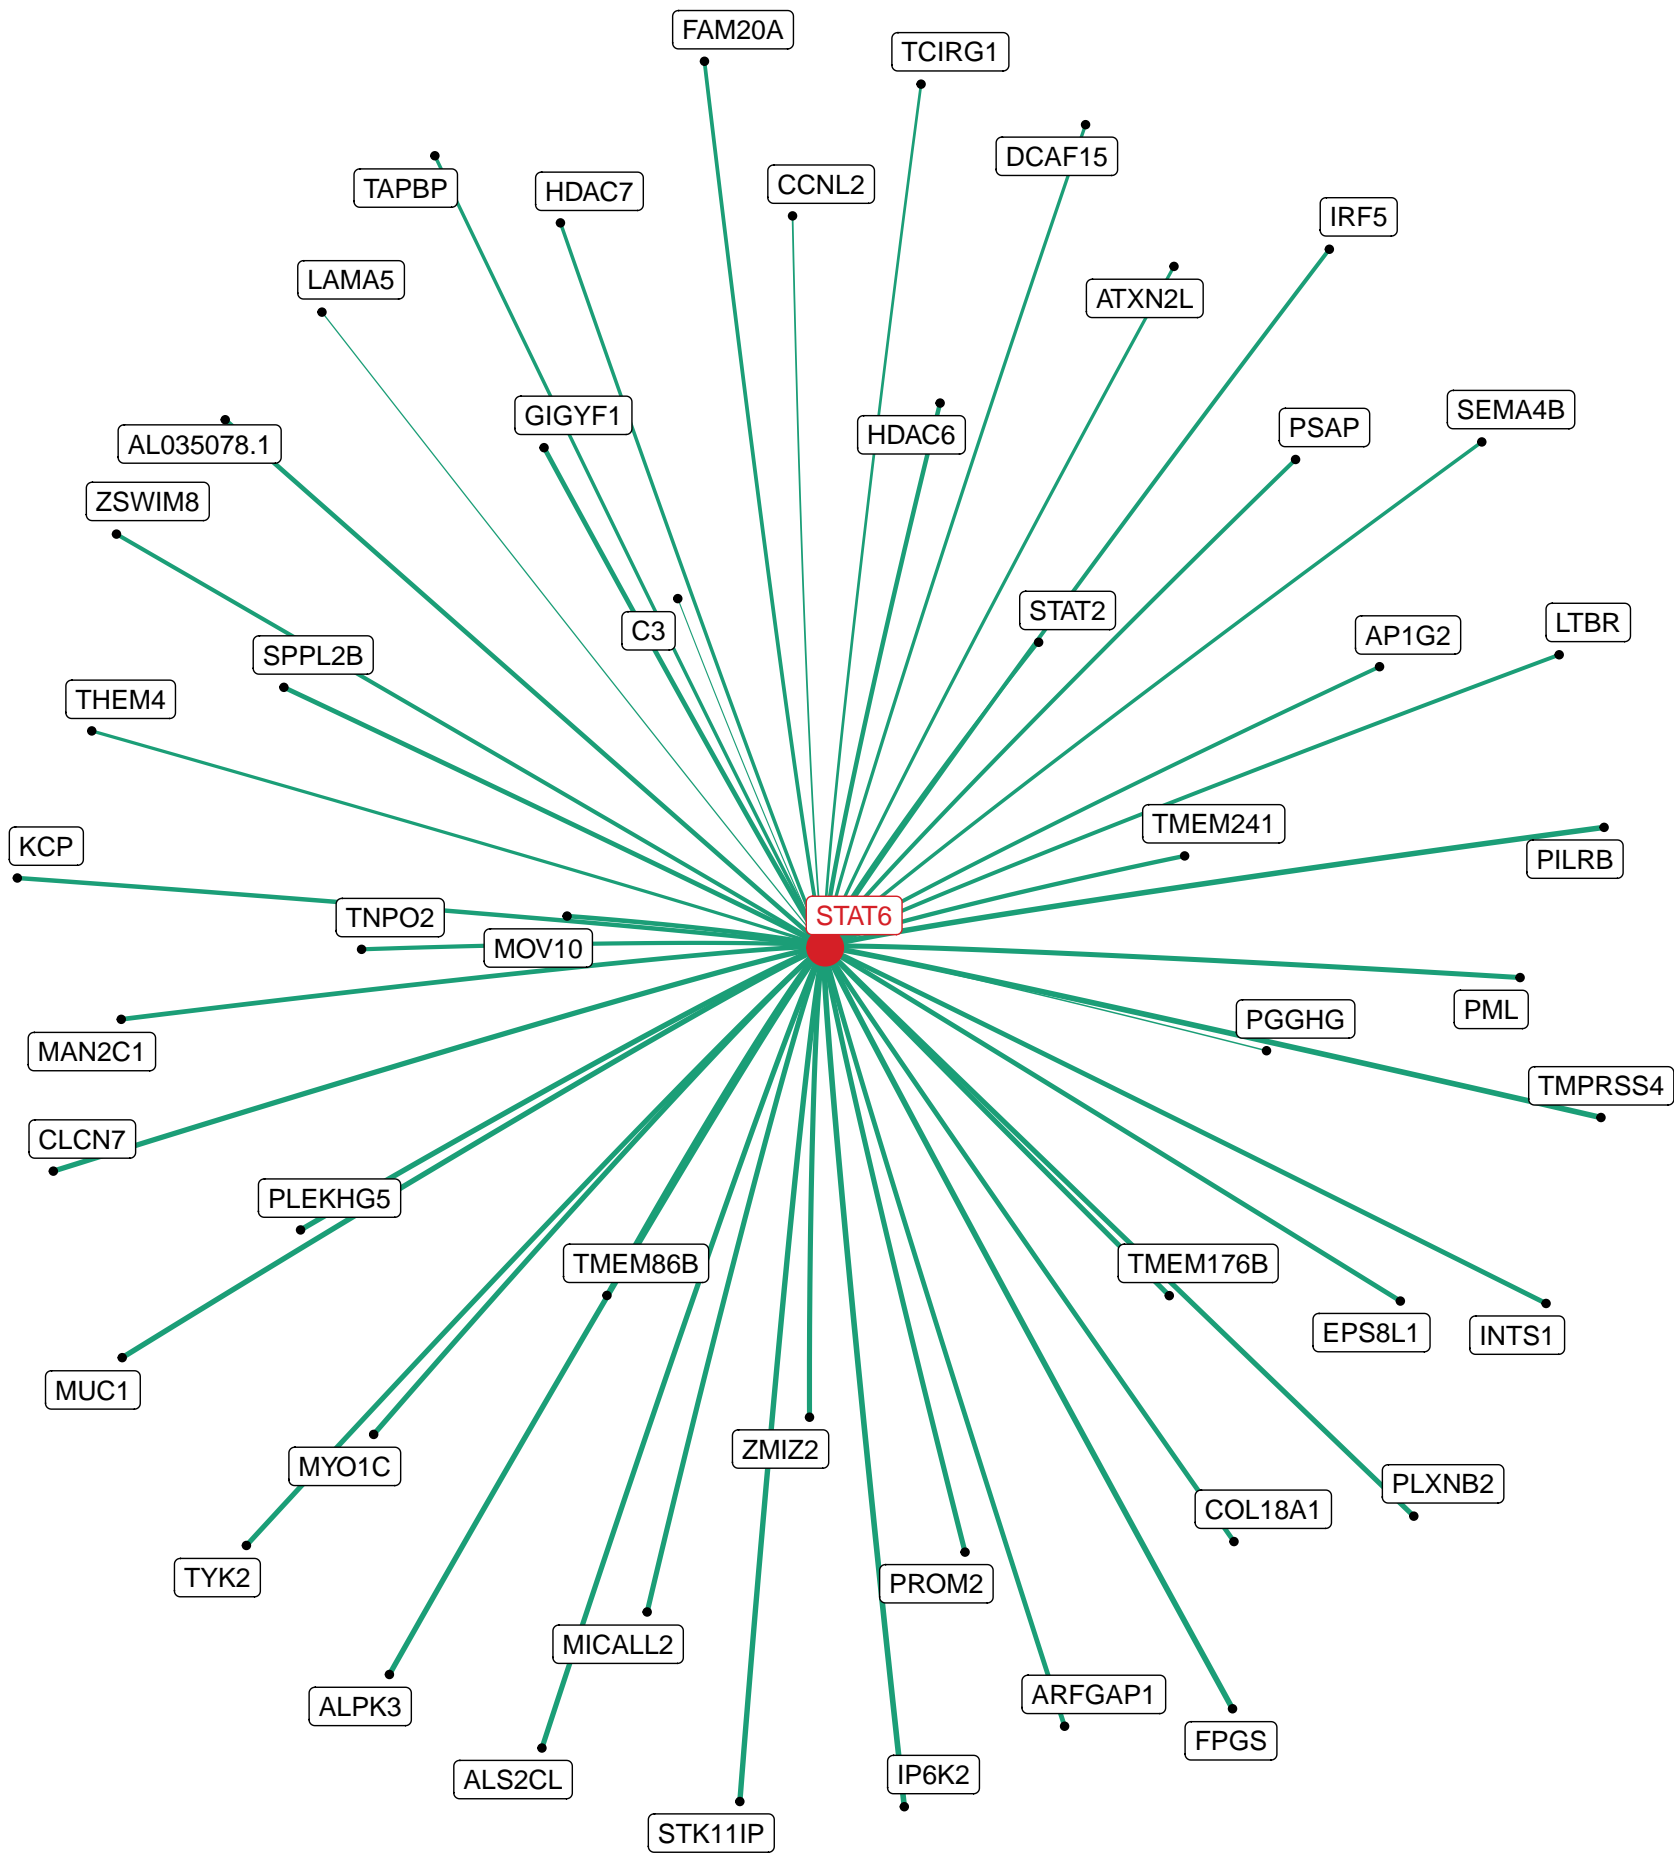 FAM20A
TCIRG1
DCAF15
TAPBP
HDAC7
CCNL2
IRF5
LAMA5
ATXN2L
SEMA4B
GIGYF1
PSAP
HDAC6
AL035078.1
ZSWIM8
STAT2
LTBR
C3
AP1G2
SPPL2B
THEM4
TMEM241
KCP
PILRB
STAT6
TNPO2
MOV10
PML
PGGHG
MAN2C1
TMPRSS4
CLCN7
PLEKHG5
TMEM86B
TMEM176B
EPS8L1
INTS1
MUC1
ZMIZ2
MYO1C
PLXNB2
COL18A1
TYK2
PROM2
MICALL2
ARFGAP1
ALPK3
FPGS
IP6K2
ALS2CL
STK11IP